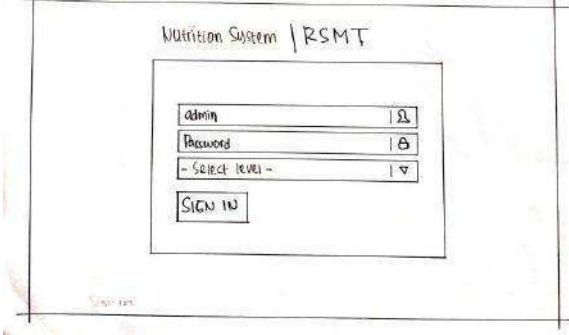 Nutrition System | RSMT
admin
Password
- Select level -
SIGN IN